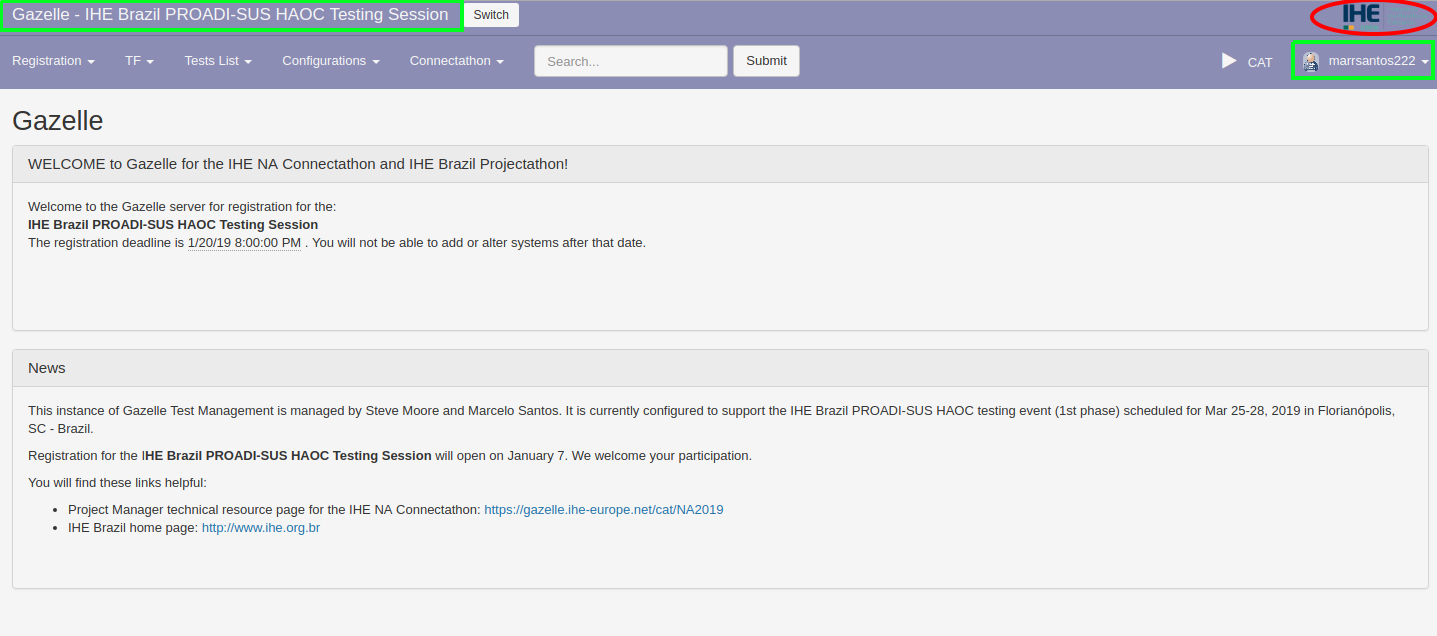 Gazelle - IHE Brazil PROADI-SUS HAOC Testing Session Switch IHE
Registration TF Tests List Configurations Connectathon Search... Submit CAT marrsantos222
Gazelle
WELCOME to Gazelle for the IHE NA Connectathon and IHE Brazil Projectathon!
Welcome to the Gazelle server for registration for the:
IHE Brazil PROADI-SUS HAOC Testing Session
The registration deadline is 1/20/19 8:00:00 PM . You will not be able to add or alter systems after that date.
News
This instance of Gazelle Test Management is managed by Steve Moore and Marcelo Santos. It is currently configured to support the IHE Brazil PROADI-SUS HAOC testing event (1st phase) scheduled for Mar 25-28, 2019 in Florianópolis,
SC - Brazil.
Registration for the IHE Brazil PROADI-SUS HAOC Testing Session will open on January 7. We welcome your participation.
You will find these links helpful:
• Project Manager technical resource page for the IHE NA Connectathon: https://gazelle.ihe-europe.net/cat/NA2019
• IHE Brazil home page: http://www.ihe.org.br